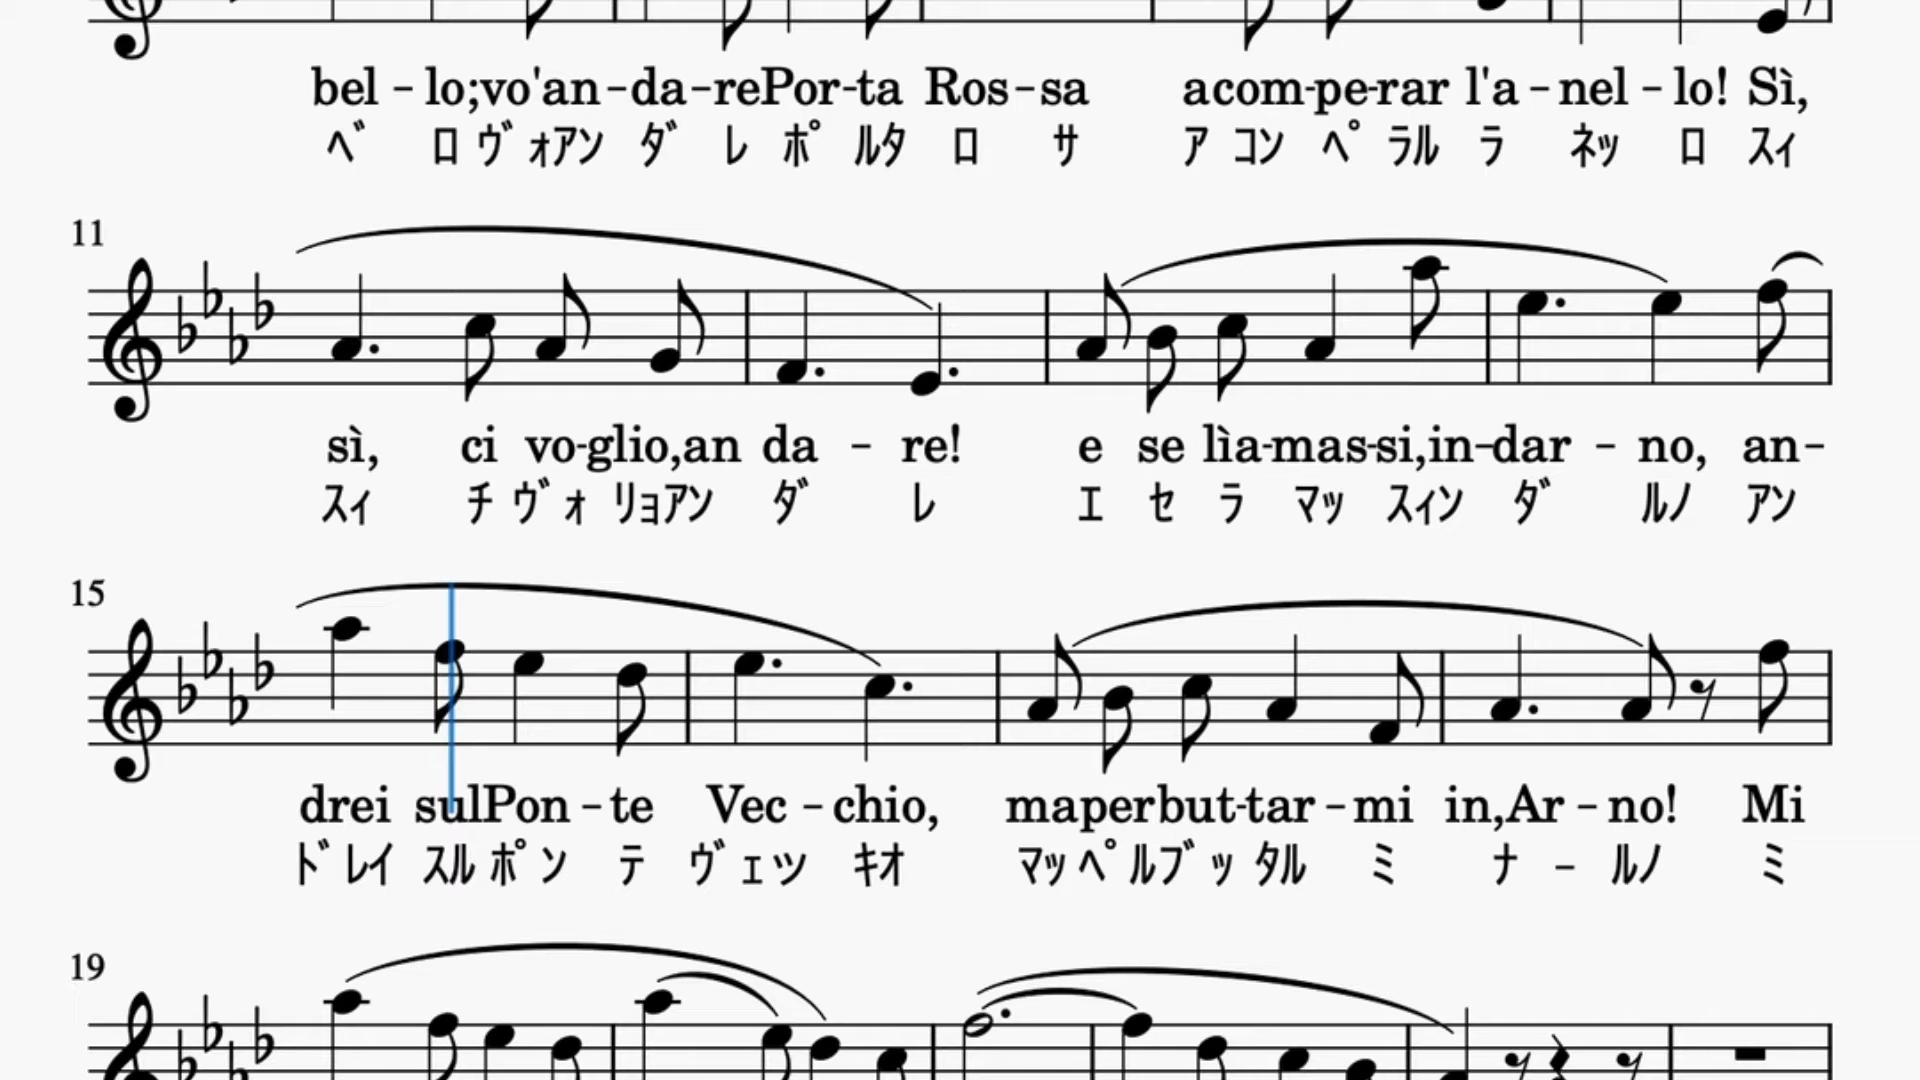 bel - lo;vo'an-da-rePor-ta Ros-sa acom-pe-rar l'a-nel-lo! Sì,
ﾍﾞ ﾛ ｳﾞｫｱﾝ ﾀﾞ ﾚ ﾎﾟ ﾙﾀ ﾛ ｻ ｱ ｺﾝ ﾍﾟ ﾗﾙ ﾗ ﾈｯ ﾛ ｽｨ
11
sì, ci vo-glio,an da - re! e se lìa-mas-si,in-dar - no, an-
ｽｨ ﾁ ｳﾞｫ ﾘｮｱﾝ ﾀﾞ ﾚ ｴ ｾ ﾗ ﾏｯ ｽｨﾝ ﾀﾞ ﾙﾉ ｱﾝ
15
drei sulPon-te Vec-chio, maperbut-tar-mi in,Ar-no! Mi
ﾄﾞﾚｲ ｽﾙ ﾎﾟﾝ ﾃ ｳﾞｪｯ ｷｵ ﾏｯﾍﾟﾙﾌﾞｯ ﾀﾙ ﾐ ﾅ - ﾙﾉ ﾐ
19